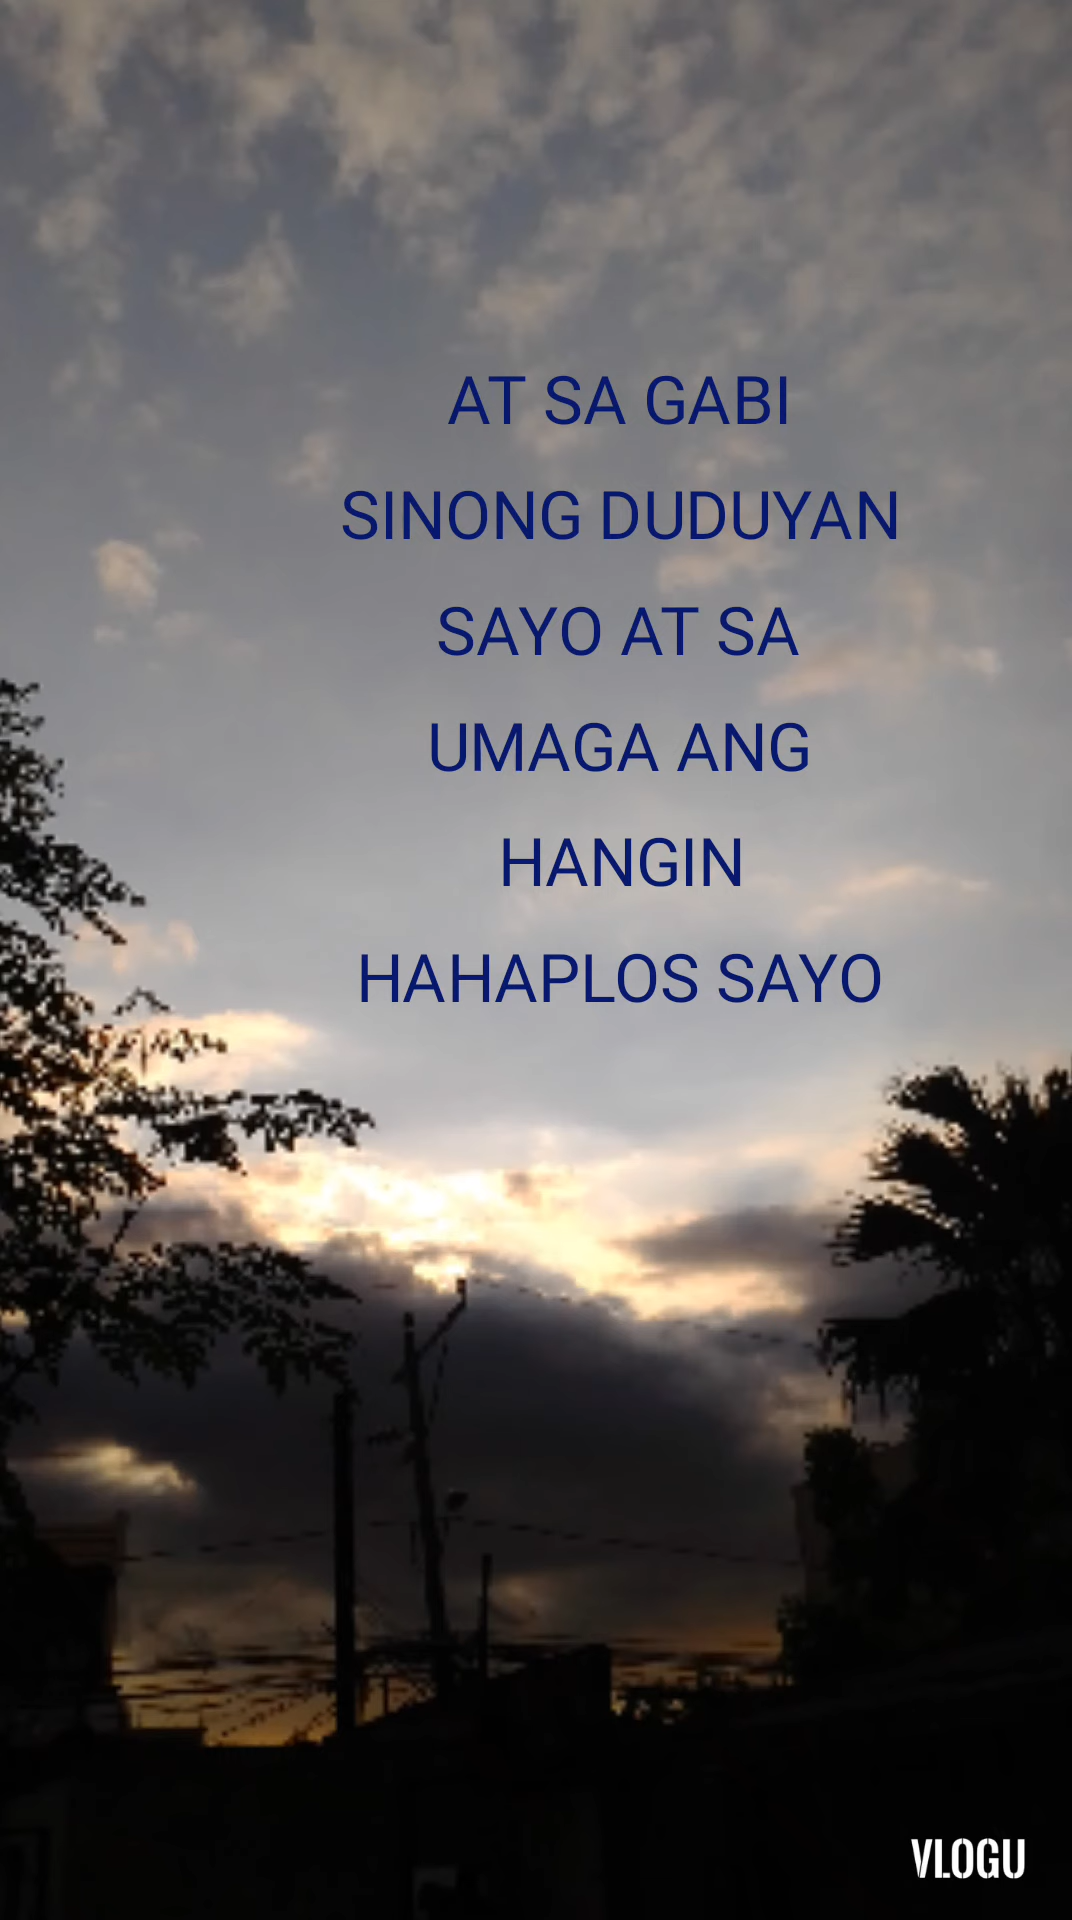 AT SA GABI
SINONG DUDUYAN
SAYO AT SA
UMAGA ANG
HANGIN
HAHAPLOS SAYO
VLOGU